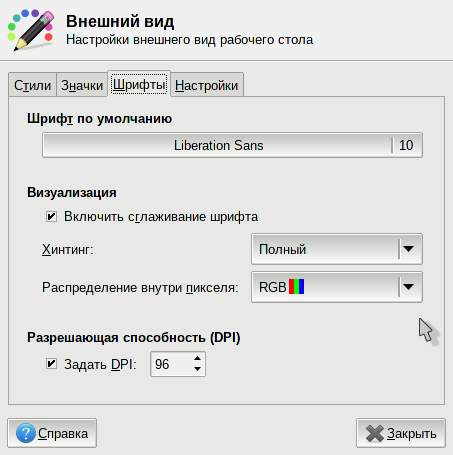 Внешний вид
Настройки внешнего вид рабочего стола
Стили Значки Шрифты Настройки
Шрифт по умолчанию
Liberation Sans 10
Визуализация
Включить сглаживание шрифта
Хинтинг: Полный
Распределение внутри пикселя: RGB
Разрешающая способность (DPI)
Задать DPI: 96
Справка Закрыть